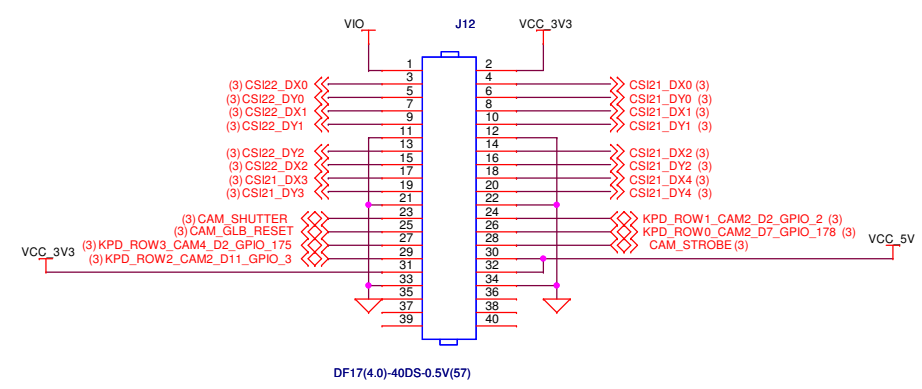 VIO J12 VCC_3V3
1 2
(3) CSI22_DX0 3 4 CSI21_DX0 (3)
(3) CSI22_DY0 5 6 CSI21_DY0 (3)
(3) CSI22_DX1 7 8 CSI21_DX1 (3)
(3) CSI22_DY1 9 10 CSI21_DY1 (3)
11 12
(3) CSI22_DY2 13 14 CSI21_DX2 (3)
(3) CSI22_DX2 15 16 CSI21_DY2 (3)
(3) CSI21_DX3 17 18 CSI21_DX4 (3)
(3) CSI21_DY3 19 20 CSI21_DY4 (3)
21 22
(3) CAM_SHUTTER 23 24 KPD_ROW1_CAM2_D2_GPIO_2 (3)
(3) CAM_GLB_RESET 25 26 KPD_ROW0_CAM2_D7_GPIO_178 (3)
(3) KPD_ROW3_CAM4_D2_GPIO_175 27 28 CAM_STROBE (3)
VCC_3V3 (3) KPD_ROW2_CAM2_D11_GPIO_3 29 30 VCC_5V
31 32
33 34
35 36
37 38
39 40
DF17(4.0)-40DS-0.5V(57)